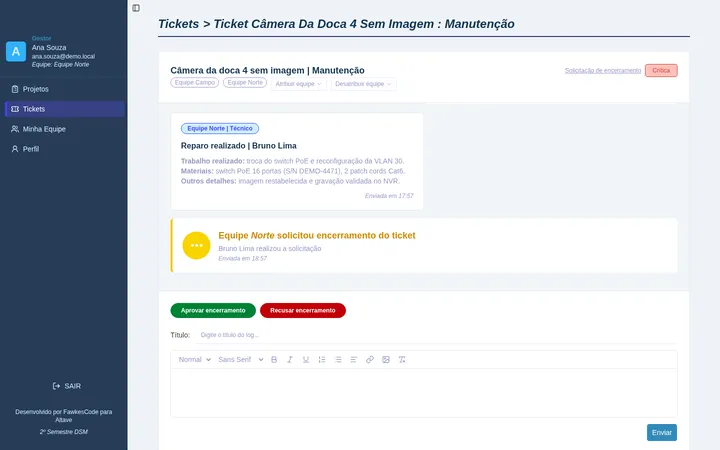 Gestor
A
Ana Souza
ana.souza@demo.local
Equipe: Equipe Norte
Projetos
Tickets
Minha Equipe
Perfil
SAIR
Desenvolvido por FawkesCode para
Altave
2º Semestre DSM
Tickets > Ticket Câmera Da Doca 4 Sem Imagem : Manutenção
Câmera da doca 4 sem imagem | Manutenção
Solicitação de encerramento
Crítica
Equipe Campo
Equipe Norte
Atribuir equipe
Desatribuir equipe
Equipe Norte | Técnico
Reparo realizado | Bruno Lima
Trabalho realizado: troca do switch PoE e reconfiguração da VLAN 30.
Materiais: switch PoE 16 portas (S/N DEMO-4471), 2 patch cords Cat6.
Outros detalhes: imagem restabelecida e gravação validada no NVR.
Enviada em 17:57
Equipe Norte solicitou encerramento do ticket
Bruno Lima realizou a solicitação
Enviada em 18:57
Aprovar encerramento
Recusar encerramento
Título:
Digite o título do log...
Normal
Sans Serif
Enviar